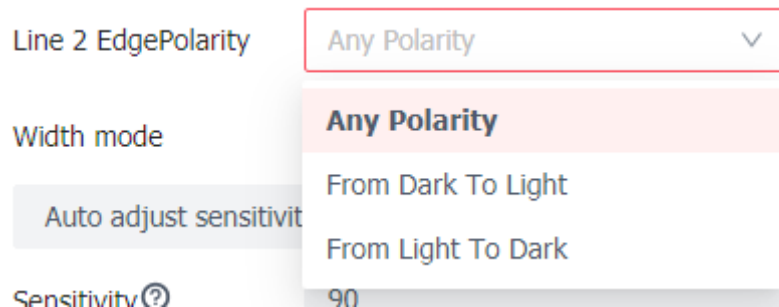 Line 2 EdgePolarity
Any Polarity
Any Polarity
Width mode
From Dark To Light
Auto adjust sensitivit
From Light To Dark
Sensitivity
90